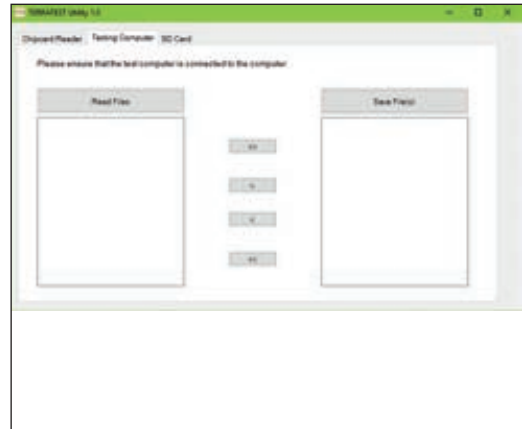 TERRATEST Utility 1.0
Chipcard Reader Testing Computer SD Card
Please ensure that the test computer is connected to the computer
Read Files
Save File(s)
>>
>
<
<<